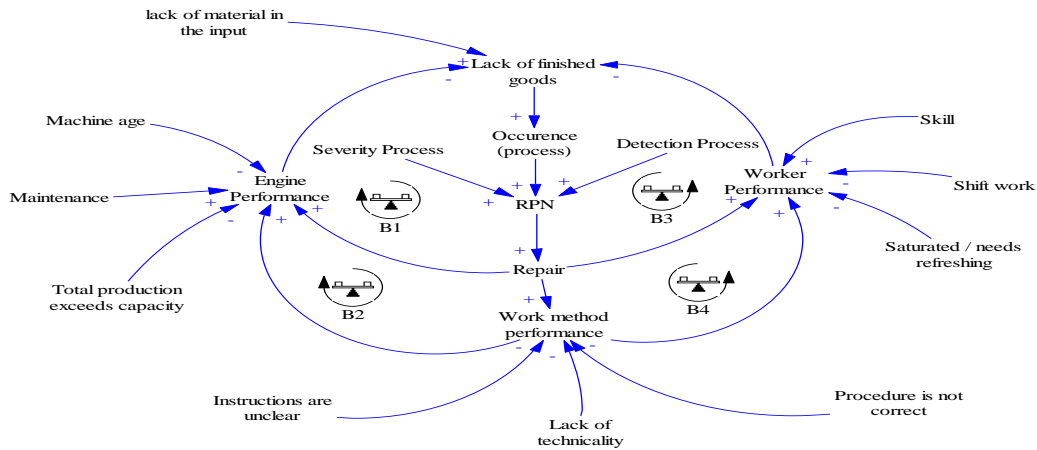 lack of material in
the input
+
-
Lack of finished
goods
-
+
Machine age
Occurence
(process)
Skill
Severity Process
Detection Process
-
Engine
Performance
+
Worker
Performance
-
Shift work
Maintenance
+
-
+
+
B1
+
+
+
RPN
B3
+
+
-
Saturated / needs
refreshing
+
Repair
Total production
exceeds capacity
B2
+
B4
Work method
performance
-
-
-
Instructions are
unclear
Lack of
technicality
Procedure is not
correct